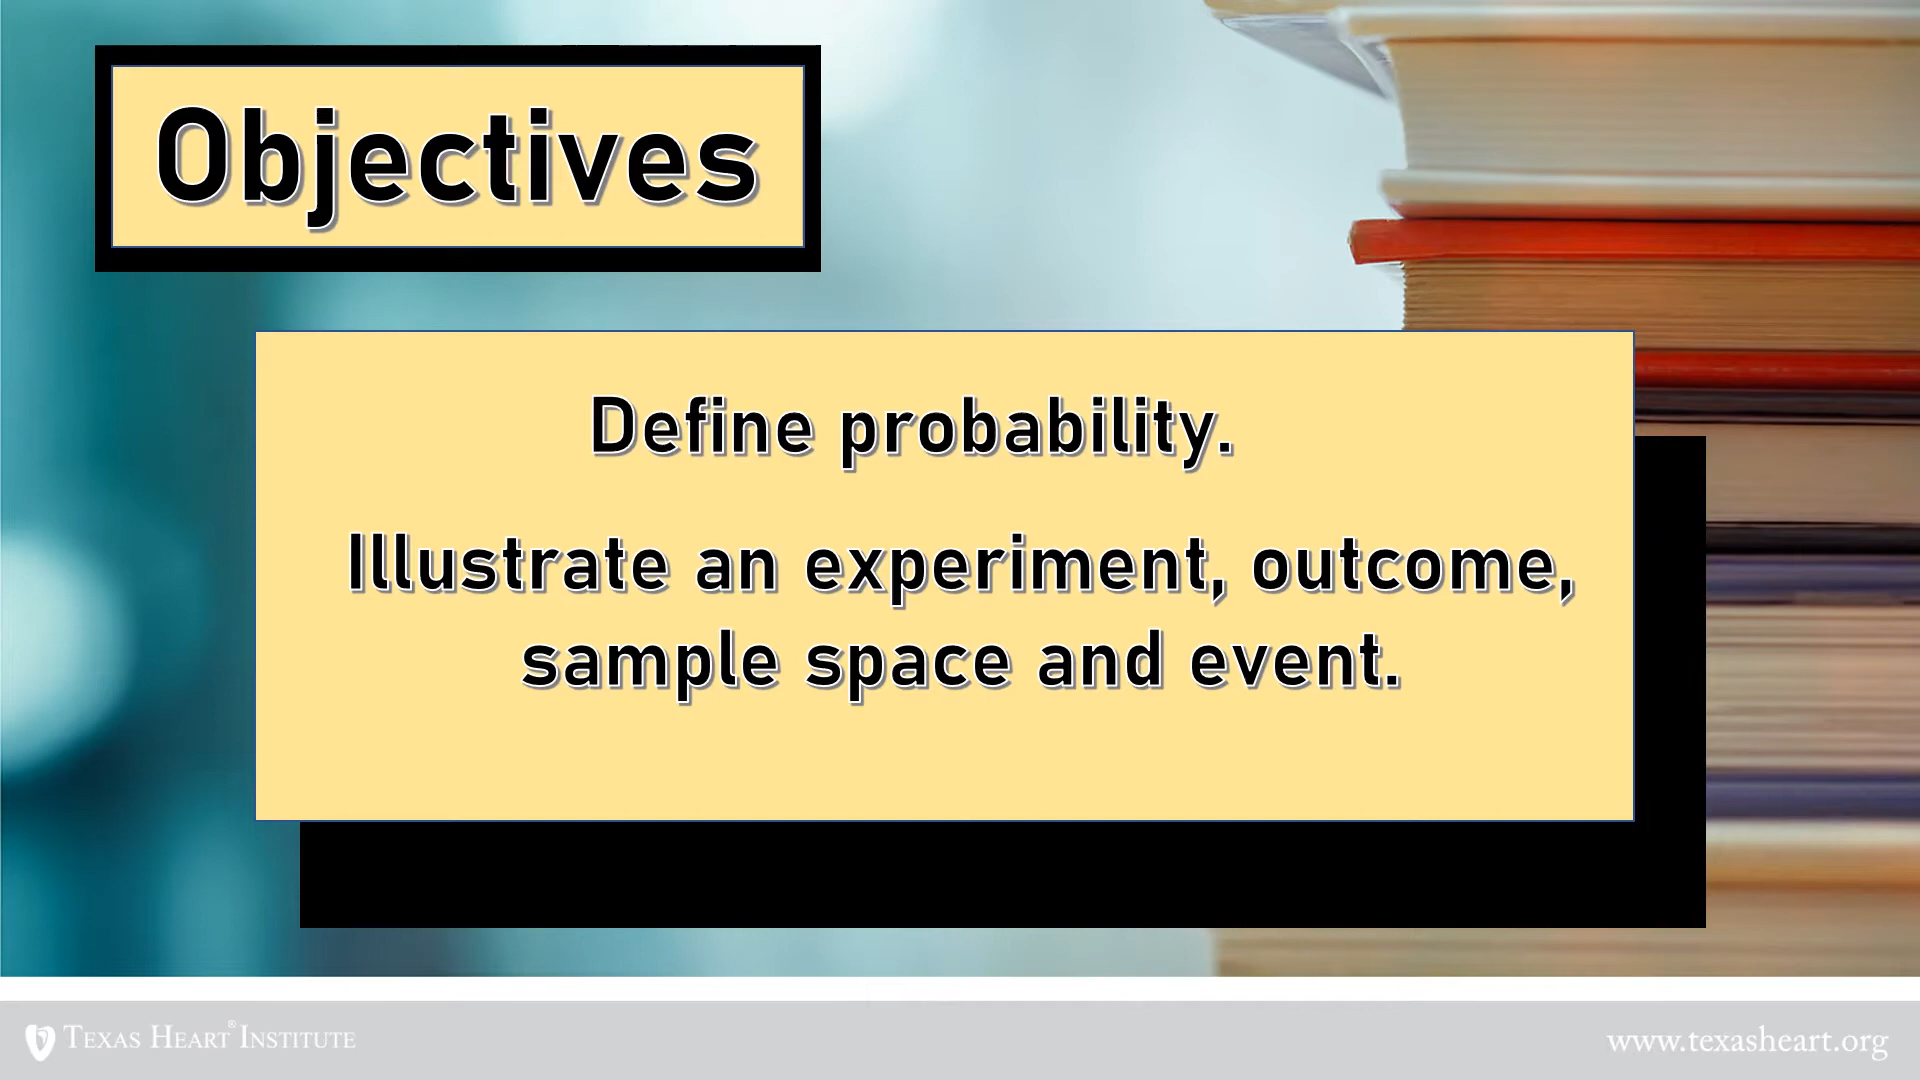 Objectives
Define probability.
Illustrate an experiment, outcome,
sample space and event.
TEXAS HEART® INSTITUTE
www.texasheart.org